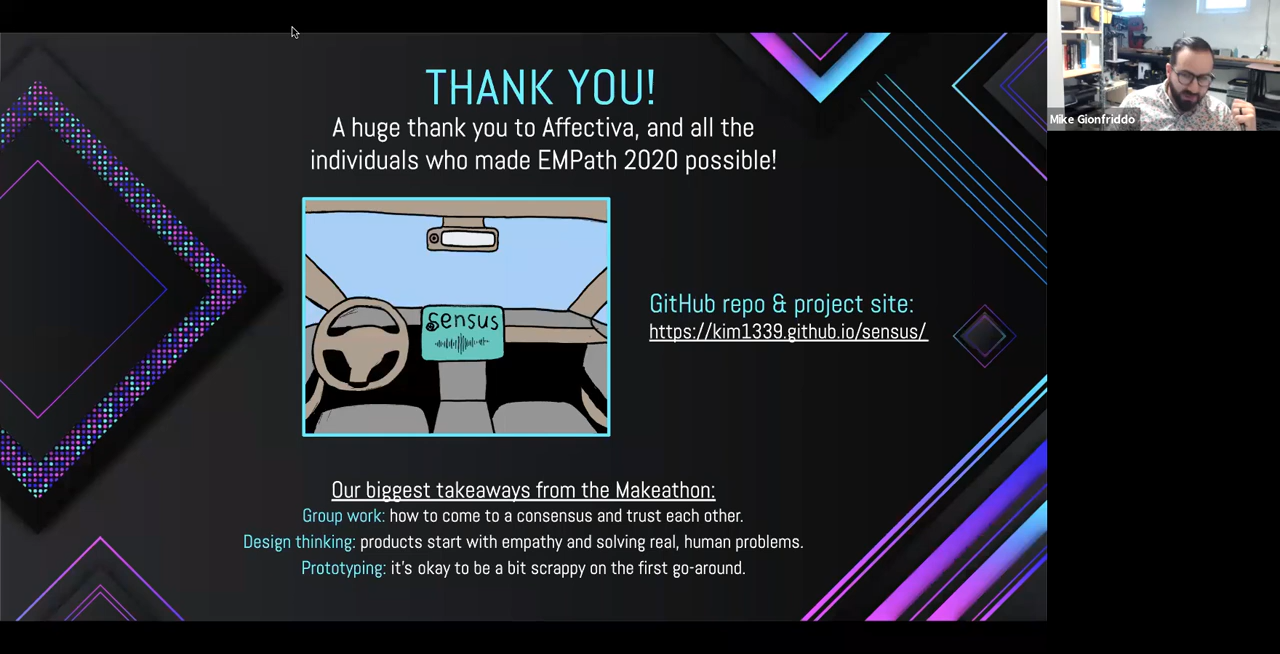 THANK YOU!
A huge thank you to Affectiva, and all the
individuals who made EMPath 2020 possible!
Mike Gionfriddo
sensus
GitHub repo & project site:
https://kim1339.github.io/sensus/
Our biggest takeaways from the Makeathon:
Group work: how to come to a consensus and trust each other.
Design thinking: products start with empathy and solving real, human problems.
Prototyping: it's okay to be a bit scrappy on the first go-around.